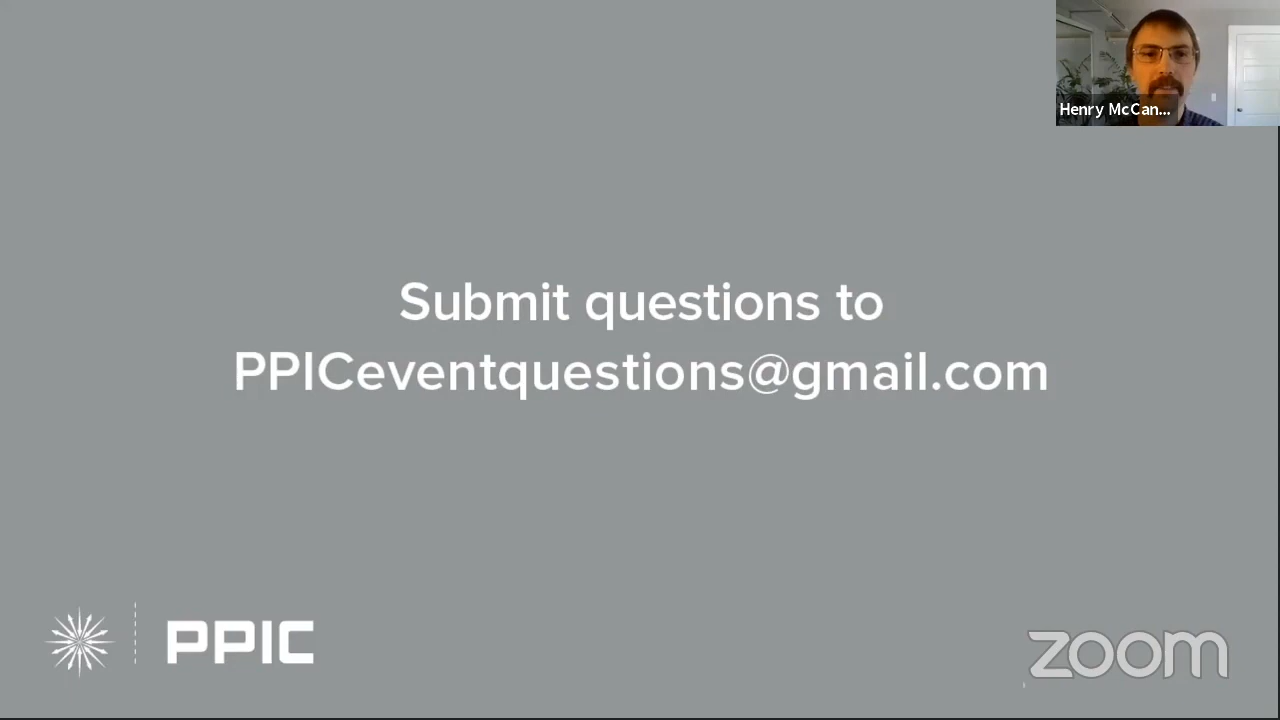 Henry McCan...
Submit questions to
PPICeventquestions@gmail.com
PPIC
zoom